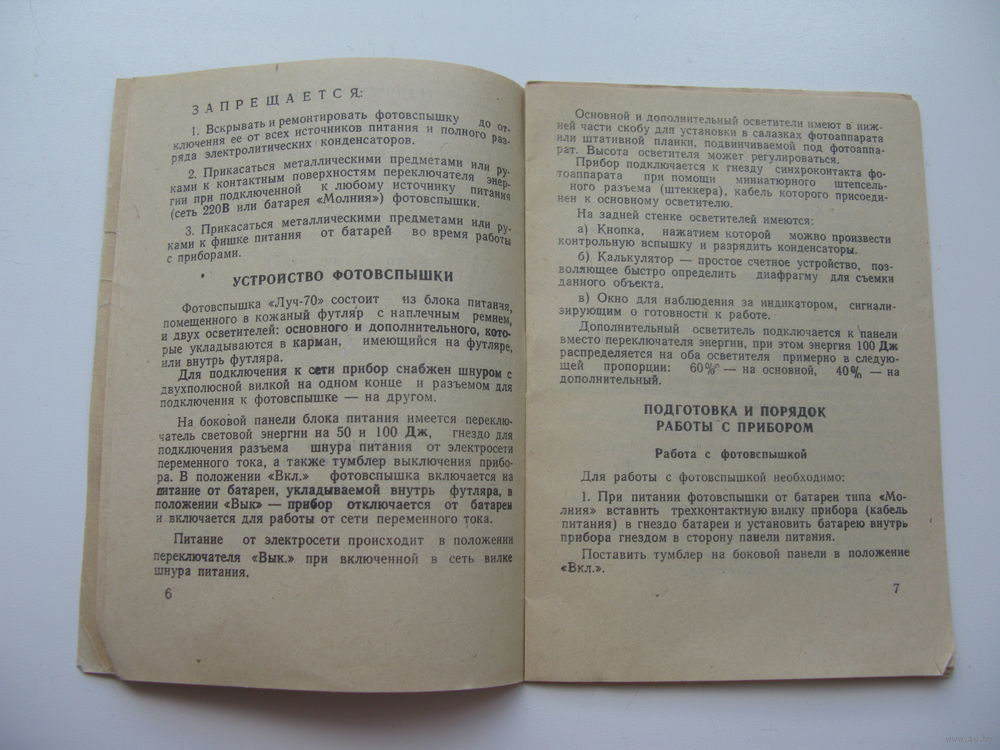 ЗАПРЕЩАЕТСЯ:
1. Вскрывать и ремонтировать фотовспышку до от-
ключения ее от всех источников питания и полного раз-
ряда электролитических конденсаторов.
2. Прикасаться металлическими предметами или ру-
ками к контактным поверхностям переключателя энер-
гии при подключенной к любому источнику питания
(сеть 220В или батарея «Молния») фотовспышки.
3. Прикасаться металлическими предметами или ру-
ками к фишке питания от батарей во время работы
с приборами.
УСТРОЙСТВО ФОТОВСПЫШКИ
Фотовспышка «Луч-70» состоит из блока питания,
помещенного в кожаный футляр с наплечным ремнем,
и двух осветителей: основного и дополнительного, кото-
рые укладываются в карман, имеющийся на футляре,
или внутрь футляра.
Для подключения к сети прибор снабжен шнуром с
двухполюсной вилкой на одном конце и разъемом для
подключения к фотовспышке — на другом.
На боковой панели блока питания имеется переклю-
чатель световой энергии на 50 и 100 Дж, гнездо для
подключения разъема шнура питания от электросети
переменного тока, а также тумблер выключения прибо-
ра. В положении «Вкл.» фотовспышка включается на
питание от батареи, укладываемой внутрь футляра, в
положении «Вык» — прибор отключается от батареи
и включается для работы от сети переменного тока.
Питание от электросети происходит в положении
переключателя «Вык.» при включенной в сеть вилке
шнура питания.
6
Основной и дополнительный осветители имеют в ниж-
ней части скобу для установки в салазках фотоаппарата
или штативной планки, подвинчиваемой под фотоаппа-
рат. Высота осветителя может регулироваться.
Прибор подключается к гнезду синхроконтакта фо-
тоаппарата при помощи миниатюрного штепсель-
ного разъема (штеккера), кабель которого присоеди-
нен к основному осветителю.
На задней стенке осветителей имеются:
а) Кнопка, нажатием которой можно произвести
контрольную вспышку и разрядить конденсаторы.
б) Калькулятор — простое счетное устройство, поз-
воляющее быстро определить диафрагму для съемки
данного объекта.
в) Окно для наблюдения за индикатором, сигнали-
зирующим о готовности к работе.
Дополнительный осветитель подключается к панели
вместо переключателя энергии, при этом энергия 100 Дж
распределяется на оба осветителя примерно в следую-
щей пропорции: 60% — на основной, 40% — на
дополнительный.
ПОДГОТОВКА И ПОРЯДОК
РАБОТЫ С ПРИБОРОМ
Работа с фотовспышкой
Для работы с фотовспышкой необходимо:
1. При питании фотовспышки от батареи типа «Мо-
лния» вставить трехконтактную вилку прибора (кабель
питания) в гнездо батареи и установить батарею внутрь
прибора гнездом в сторону панели питания.
Поставить тумблер на боковой панели в положение
«Вкл.».
7